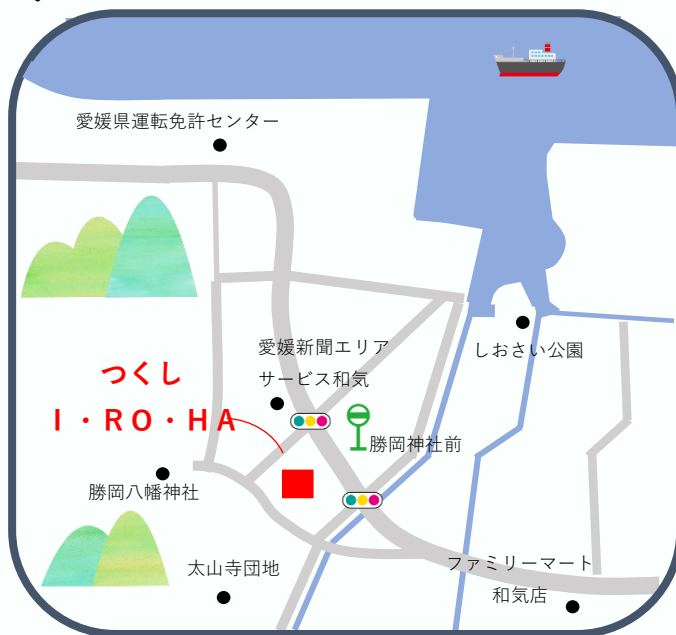 愛媛県運転免許センター
愛媛新聞エリア
サービス和気
しおさい公園
つくし
I・RO・HA
勝岡神社前
勝岡八幡神社
太山寺団地
ファミリーマート
和気店